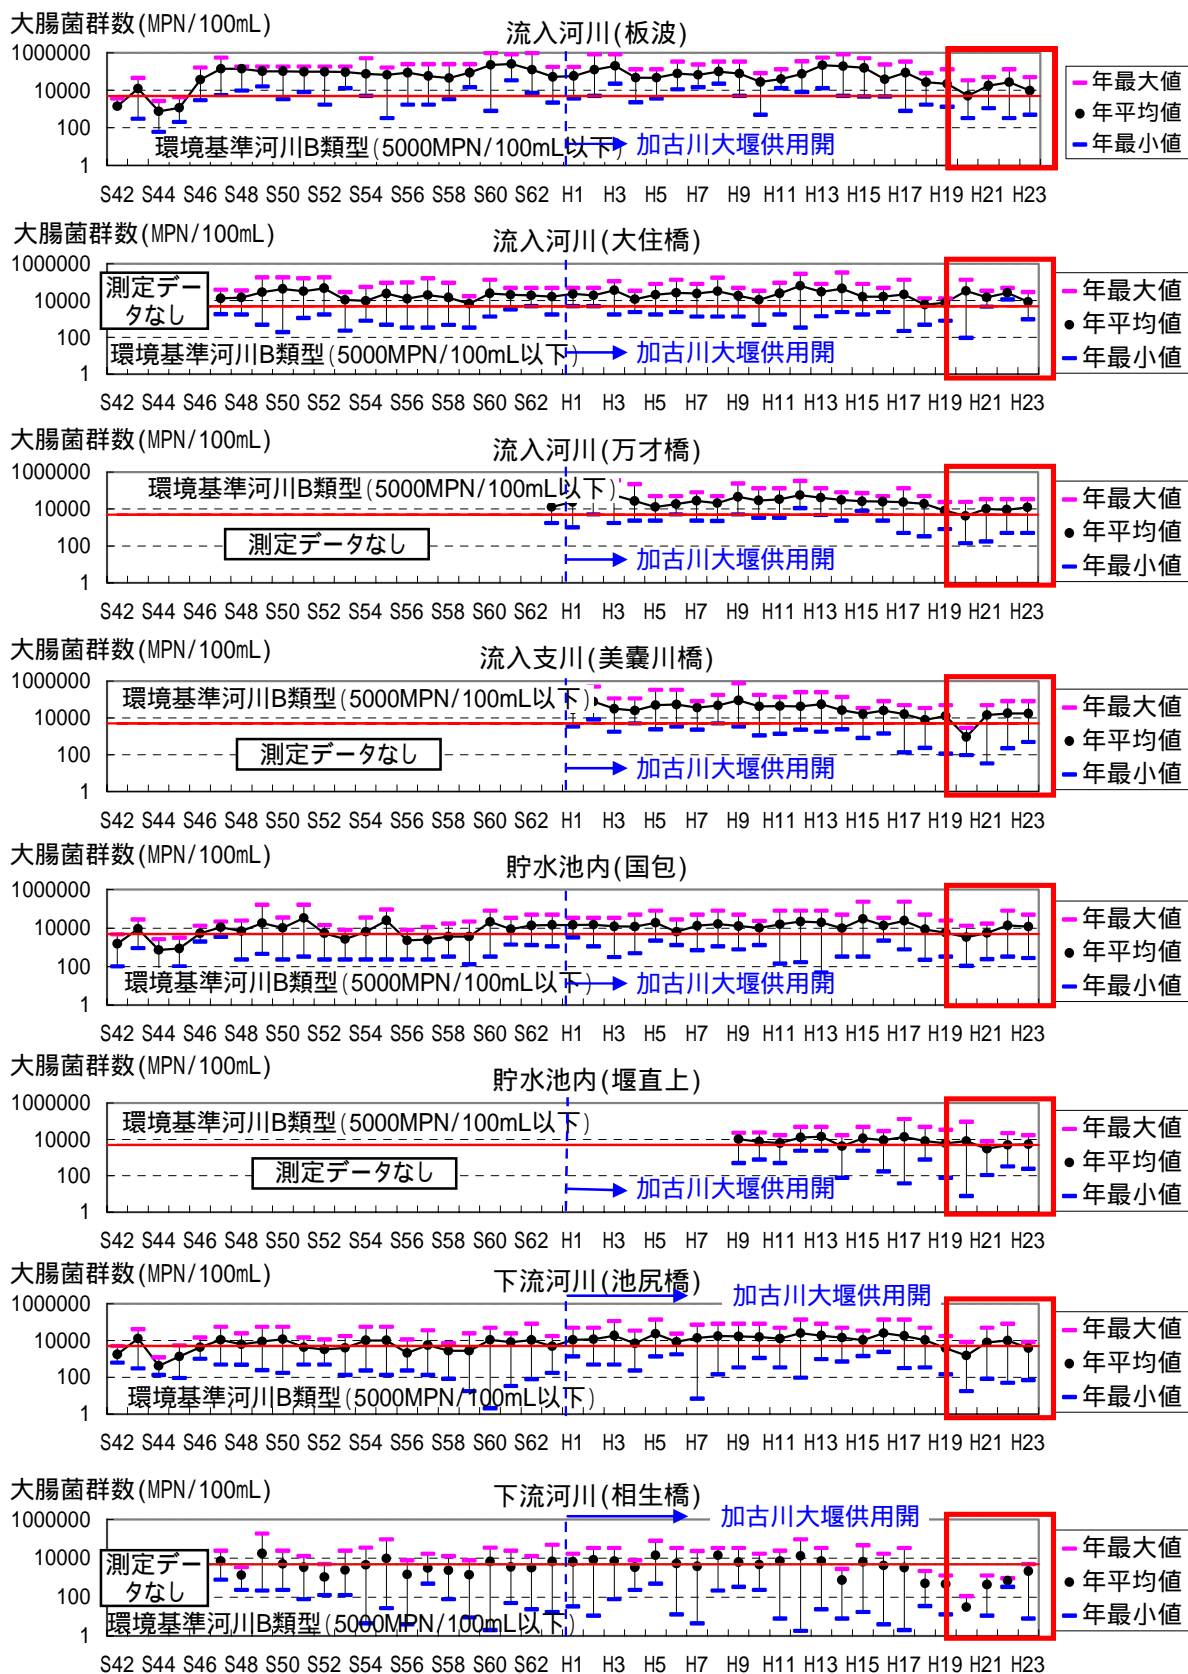 大腸菌群数(MPN/100mL)
流入河川(板波)
1000000
10000
100
1
環境基準河川B類型(5000MPN/100mL以下)
加古川大堰供用開
年最大値
年平均値
年最小値
S42 S44 S46 S48 S50 S52 S54 S56 S58 S60 S62 H1 H3 H5 H7 H9 H11 H13 H15 H17 H19 H21 H23
大腸菌群数(MPN/100mL)
流入河川(大住橋)
1000000
10000
100
1
測定デー
タなし
環境基準河川B類型(5000MPN/100mL以下)
加古川大堰供用開
年最大値
年平均値
年最小値
S42 S44 S46 S48 S50 S52 S54 S56 S58 S60 S62 H1 H3 H5 H7 H9 H11 H13 H15 H17 H19 H21 H23
大腸菌群数(MPN/100mL)
流入河川(万才橋)
1000000
10000
100
1
環境基準河川B類型(5000MPN/100mL以下)
測定データなし
加古川大堰供用開
年最大値
年平均値
年最小値
S42 S44 S46 S48 S50 S52 S54 S56 S58 S60 S62 H1 H3 H5 H7 H9 H11 H13 H15 H17 H19 H21 H23
大腸菌群数(MPN/100mL)
流入支川(美嚢川橋)
1000000
10000
100
1
環境基準河川B類型(5000MPN/100mL以下)
測定データなし
加古川大堰供用開
年最大値
年平均値
年最小値
S42 S44 S46 S48 S50 S52 S54 S56 S58 S60 S62 H1 H3 H5 H7 H9 H11 H13 H15 H17 H19 H21 H23
大腸菌群数(MPN/100mL)
貯水池内(国包)
1000000
10000
100
1
環境基準河川B類型(5000MPN/100mL以下)
加古川大堰供用開
年最大値
年平均値
年最小値
S42 S44 S46 S48 S50 S52 S54 S56 S58 S60 S62 H1 H3 H5 H7 H9 H11 H13 H15 H17 H19 H21 H23
大腸菌群数(MPN/100mL)
貯水池内(堰直上)
1000000
10000
100
1
環境基準河川B類型(5000MPN/100mL以下)
測定データなし
加古川大堰供用開
年最大値
年平均値
年最小値
S42 S44 S46 S48 S50 S52 S54 S56 S58 S60 S62 H1 H3 H5 H7 H9 H11 H13 H15 H17 H19 H21 H23
大腸菌群数(MPN/100mL)
下流河川(池尻橋)
加古川大堰供用開
1000000
10000
100
1
環境基準河川B類型(5000MPN/100mL以下)
年最大値
年平均値
年最小値
S42 S44 S46 S48 S50 S52 S54 S56 S58 S60 S62 H1 H3 H5 H7 H9 H11 H13 H15 H17 H19 H21 H23
大腸菌群数(MPN/100mL)
下流河川(相生橋)
加古川大堰供用開
1000000
10000
100
1
測定デー
タなし
環境基準河川B類型(5000MPN/100mL以下)
年最大値
年平均値
年最小値
S42 S44 S46 S48 S50 S52 S54 S56 S58 S60 S62 H1 H3 H5 H7 H9 H11 H13 H15 H17 H19 H21 H23